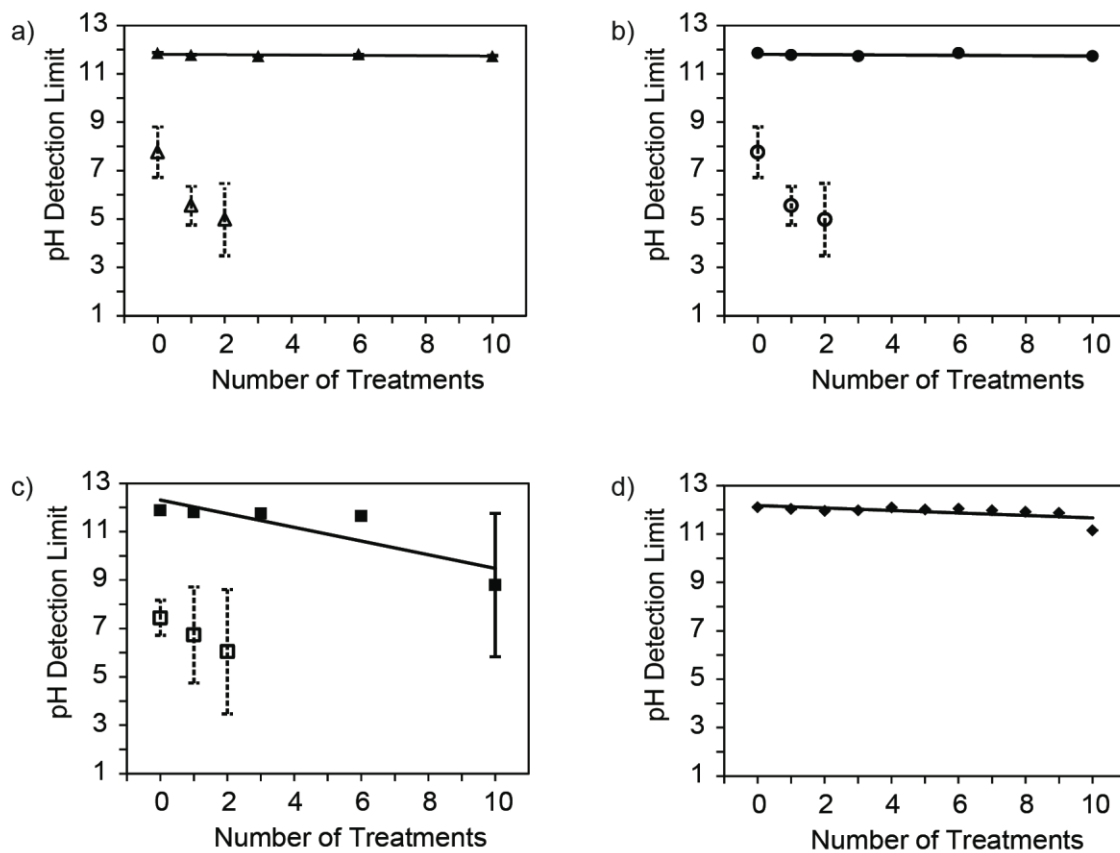 a)
pH Detection Limit
13
11
9
7
5
3
1
0 2 4 6 8 10
Number of Treatments
b)
pH Detection Limit
13
11
9
7
5
3
1
0 2 4 6 8 10
Number of Treatments
c)
pH Detection Limit
13
11
9
7
5
3
1
0 2 4 6 8 10
Number of Treatments
d)
pH Detection Limit
13
11
9
7
5
3
1
0 2 4 6 8 10
Number of Treatments